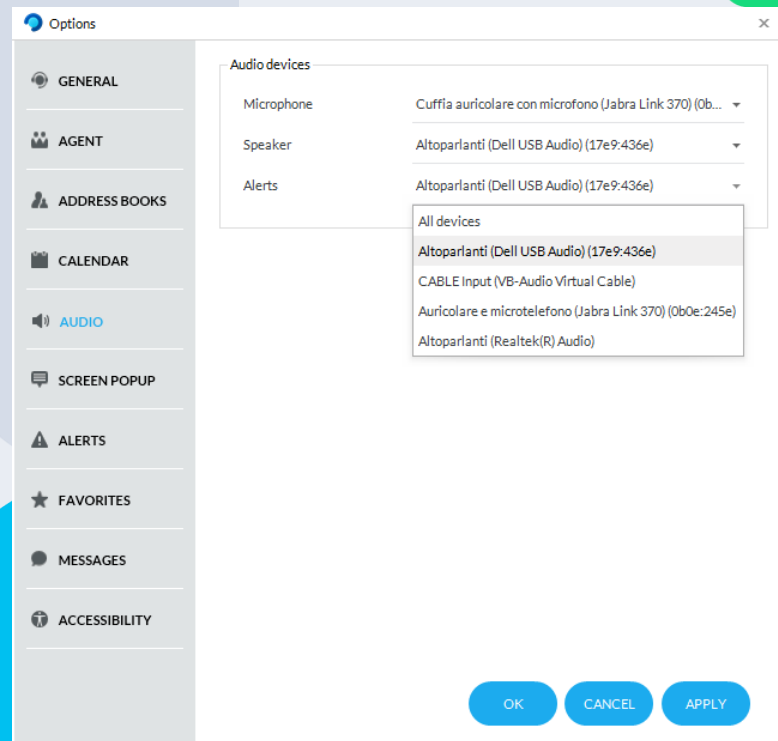 Options
GENERAL
AGENT
ADDRESS BOOKS
CALENDAR
AUDIO
SCREEN POPUP
ALERTS
FAVORITES
MESSAGES
ACCESSIBILITY
Audio devices
Microphone Cuffia auricolare con microfono (Jabra Link 370) (0b...
Speaker Altoparlanti (Dell USB Audio) (17e9:436e)
Alerts Altoparlanti (Dell USB Audio) (17e9:436e)
All devices
Altoparlanti (Dell USB Audio) (17e9:436e)
CABLE Input (VB-Audio Virtual Cable)
Auricolare e microtelefono (Jabra Link 370) (0b0e:245e)
Altoparlanti (Realtek(R) Audio)
OK CANCEL APPLY